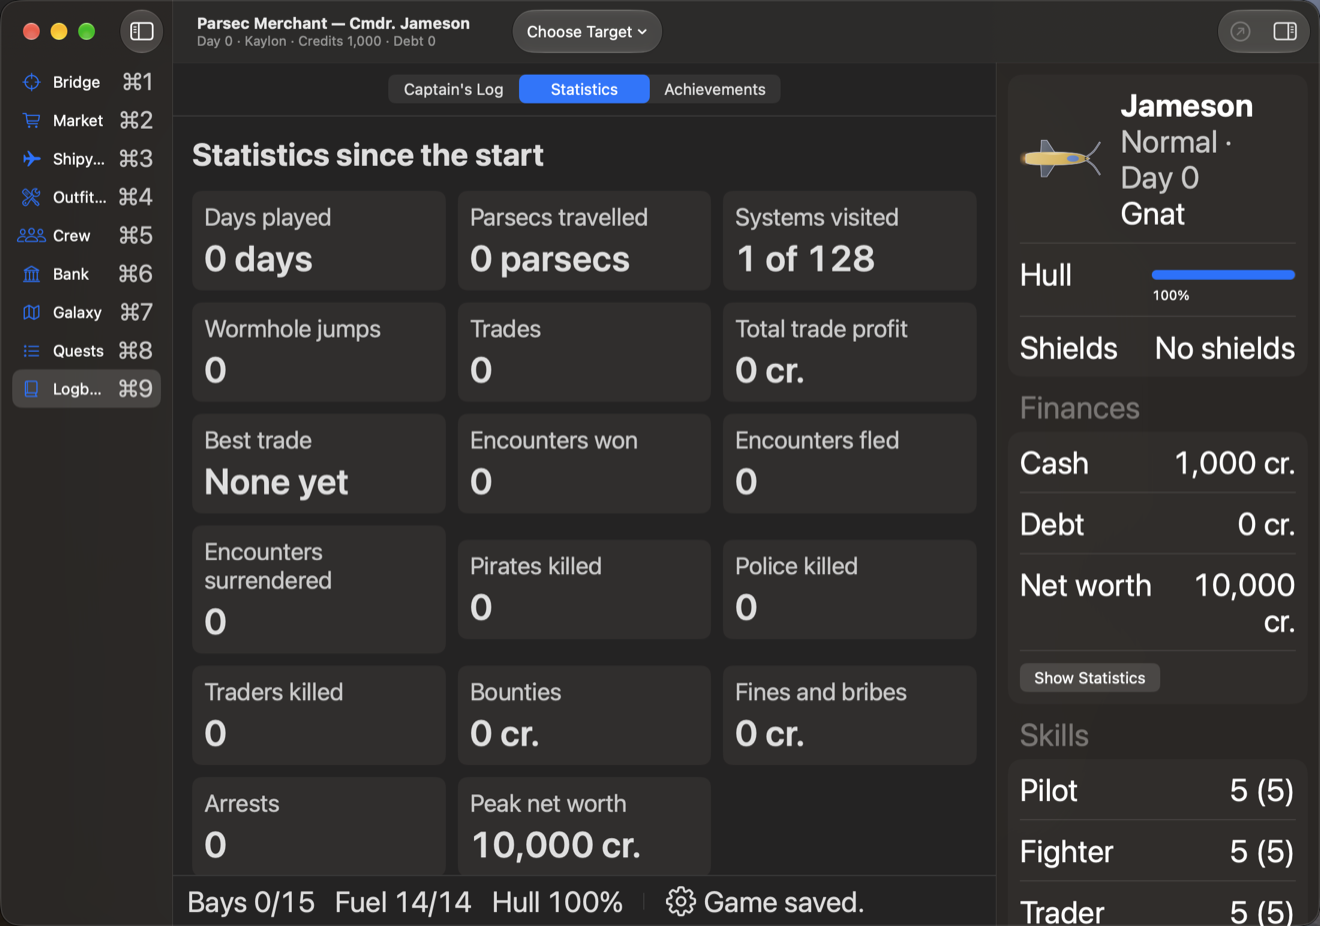 Parsec Merchant — Cmdr. Jameson
Day 0 · Kaylon · Credits 1,000 · Debt 0
Choose Target
Bridge ⌘1
Market ⌘2
Shipy... ⌘3
Outfit... ⌘4
Crew ⌘5
Bank ⌘6
Galaxy ⌘7
Quests ⌘8
Logb... ⌘9
Captain's Log
Statistics
Achievements
Statistics since the start
Days played
0 days
Parsecs travelled
0 parsecs
Systems visited
1 of 128
Wormhole jumps
0
Trades
0
Total trade profit
0 cr.
Best trade
None yet
Encounters won
0
Encounters fled
0
Encounters
surrendered
0
Pirates killed
0
Police killed
0
Traders killed
0
Bounties
0 cr.
Fines and bribes
0 cr.
Arrests
0
Peak net worth
10,000 cr.
Bays 0/15 Fuel 14/14 Hull 100% Game saved.
Jameson
Normal ·
Day 0
Gnat
Hull
100%
Shields No shields
Finances
Cash 1,000 cr.
Debt 0 cr.
Net worth 10,000
cr.
Show Statistics
Skills
Pilot 5 (5)
Fighter 5 (5)
Trader 5 (5)